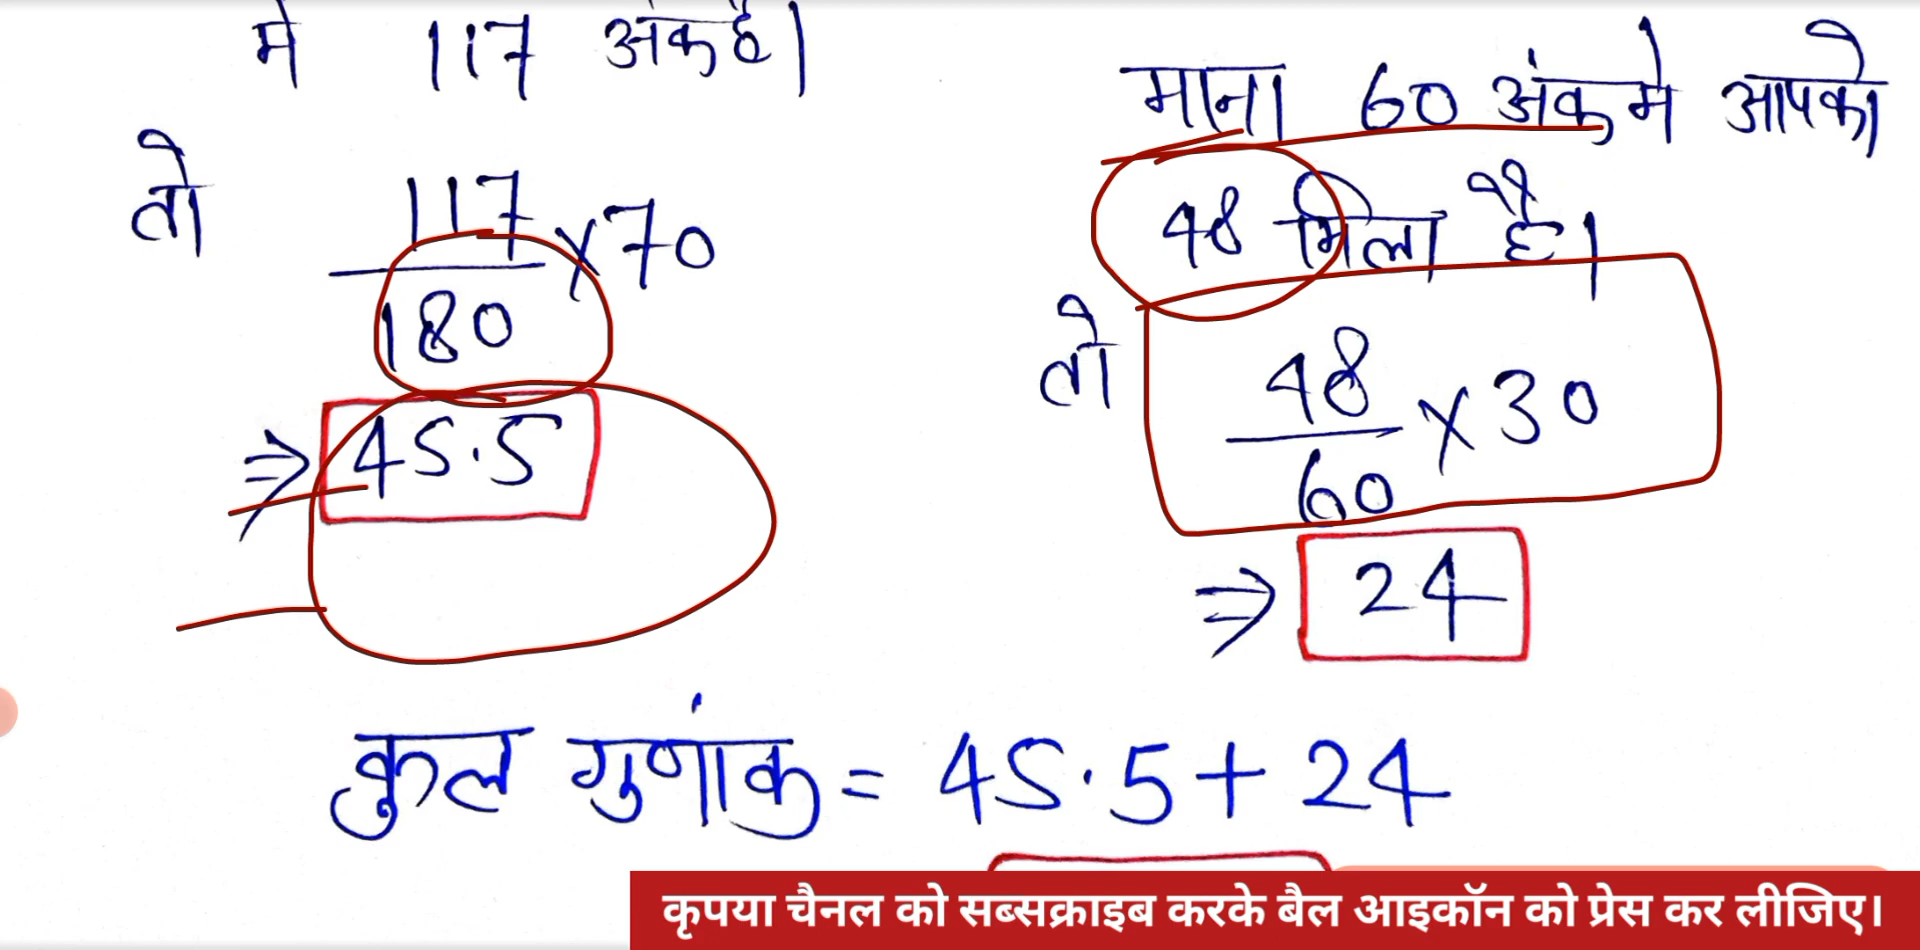 मे 117 अंक है।
तो 117/180 x 70
⇒ 45.5
माना 60 अंक मे आपको
48 मिला है।
तो 48/60 x 30
⇒ 24
कुल गुणांक = 45.5 + 24
कृपया चैनल को सब्सक्राइब करके बैल आइकॉन को प्रेस कर लीजिए।